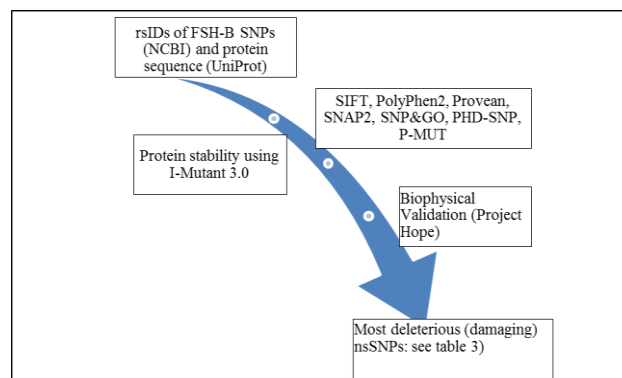 rsIDs of FSH-B SNPs
(NCBI) and protein
sequence (UniProt)
SIFT, PolyPhen2, Provean,
SNAP2, SNP&GO, PHD-SNP,
P-MUT
Protein stability using
I-Mutant 3.0
Biophysical
Validation (Project
Hope)
Most deleterious (damaging)
nsSNPs: see table 3)